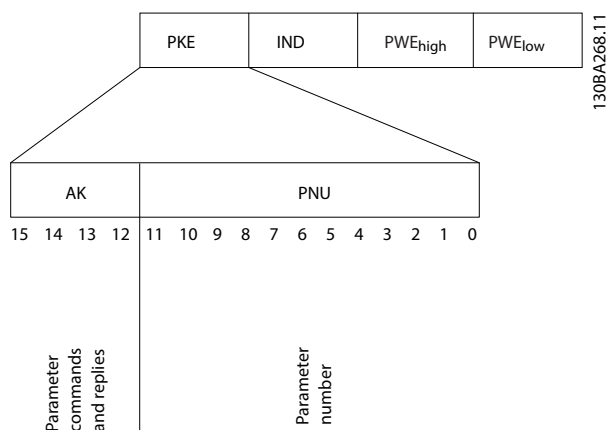 PKE IND PWEhigh PWElow
130BA268.11
AK PNU
15 14 13 12 11 10 9 8 7 6 5 4 3 2 1 0
Parameter
commands
and replies
Parameter
number